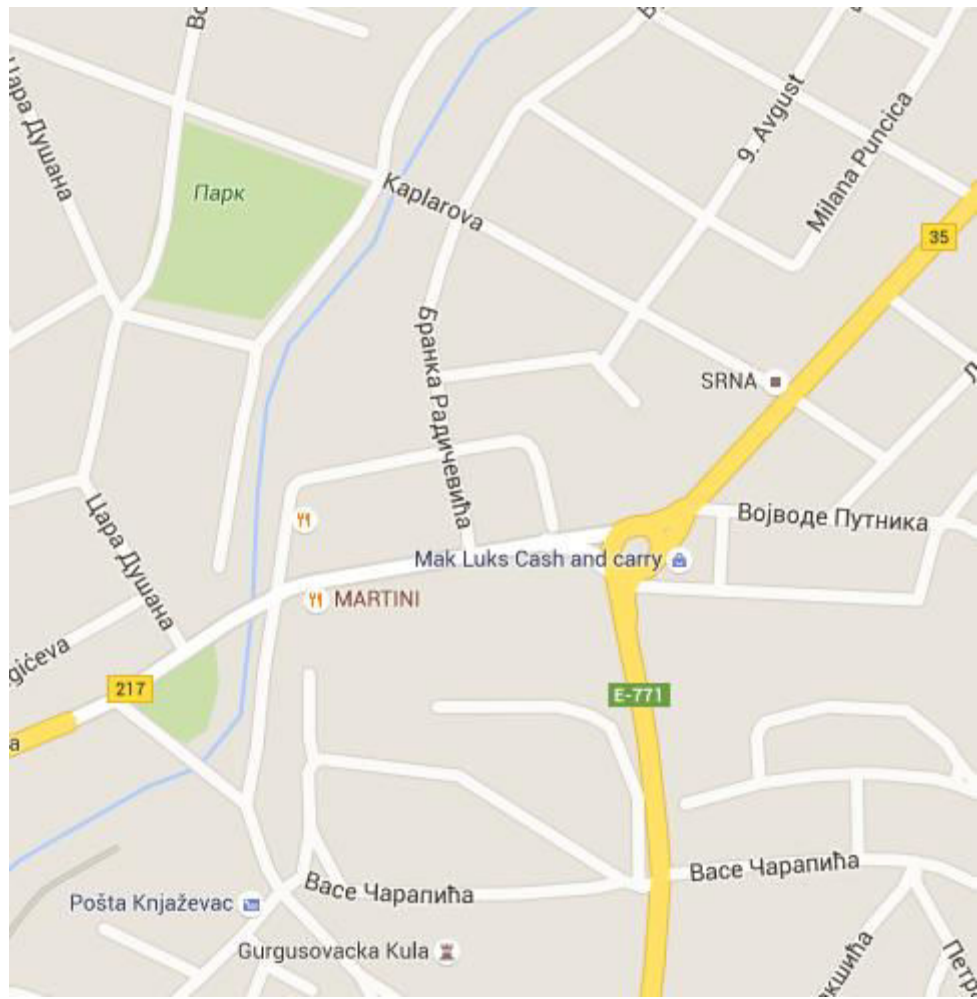 Цара Душана
9. Avgust
Milana Puncica
Парк
Kaplarova
35
Бранка Радичевића
SRNA
Цара Душана
Војводе Путника
Mak Luks Cash and carry
MARTINI
217
E-771
Васе Чарапића
Васе Чарапића
Pošta Knjaževac
Gurgusovacka Kula